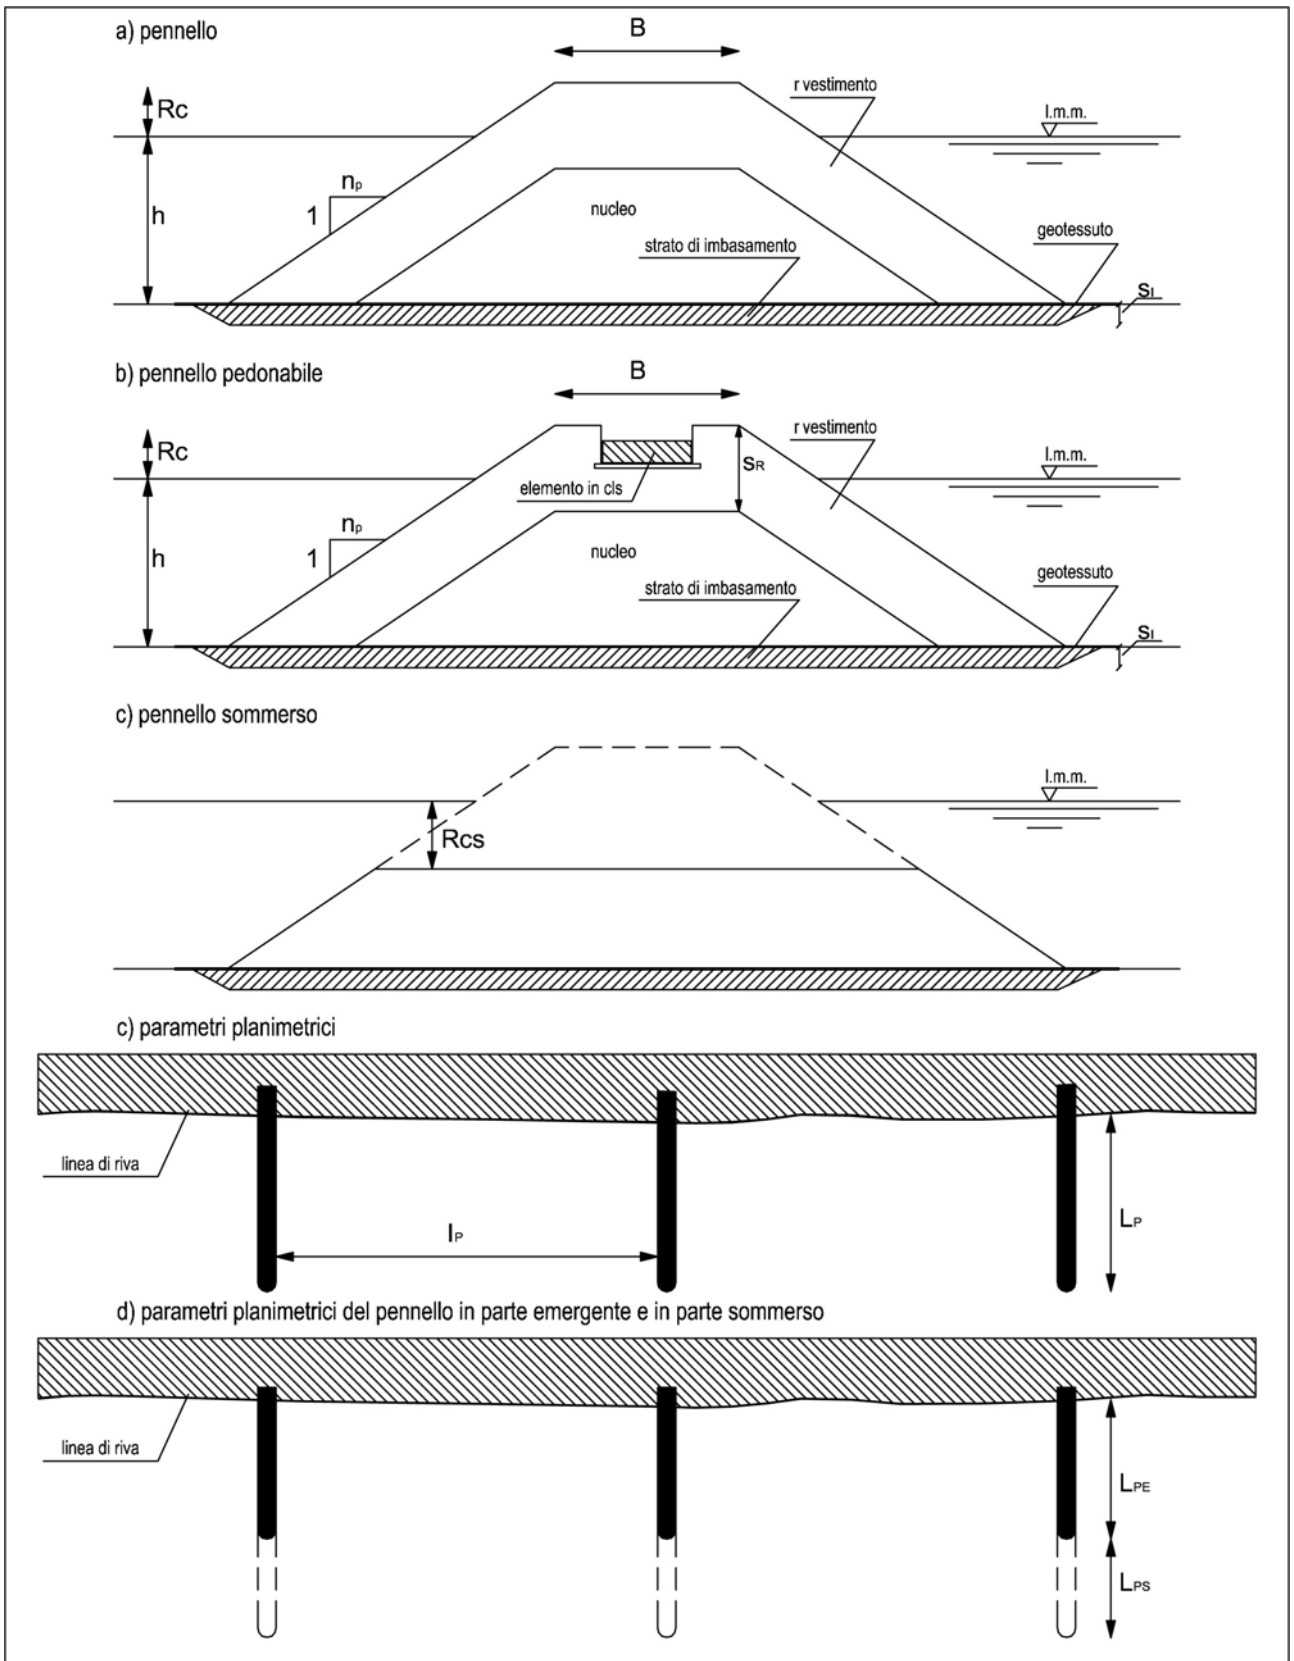 a) pennello
B
r vestimento
Rc
l.m.m.
np
1
h
nucleo
strato di imbasamento
geotessuto
SI
b) pennello pedonabile
B
r vestimento
Rc
l.m.m.
SR
elemento in cls
np
1
h
nucleo
strato di imbasamento
geotessuto
SI
c) pennello sommerso
l.m.m.
Rcs
c) parametri planimetrici
linea di riva
IP
LP
d) parametri planimetrici del pennello in parte emergente e in parte sommerso
linea di riva
LPE
LPS